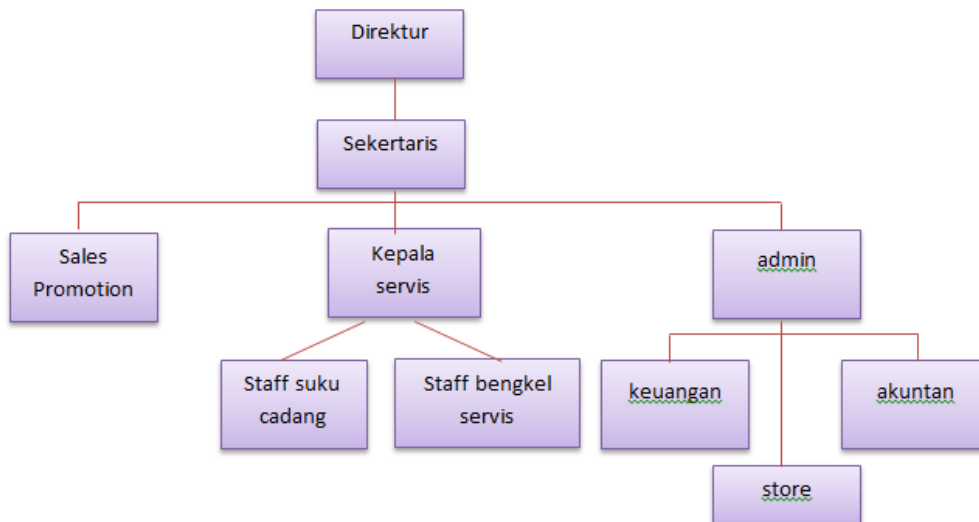 Direktur
Sekertaris
Sales
Promotion
Kepala
servis
admin
Staff suku
cadang
Staff bengkel
servis
keuangan
akuntan
store